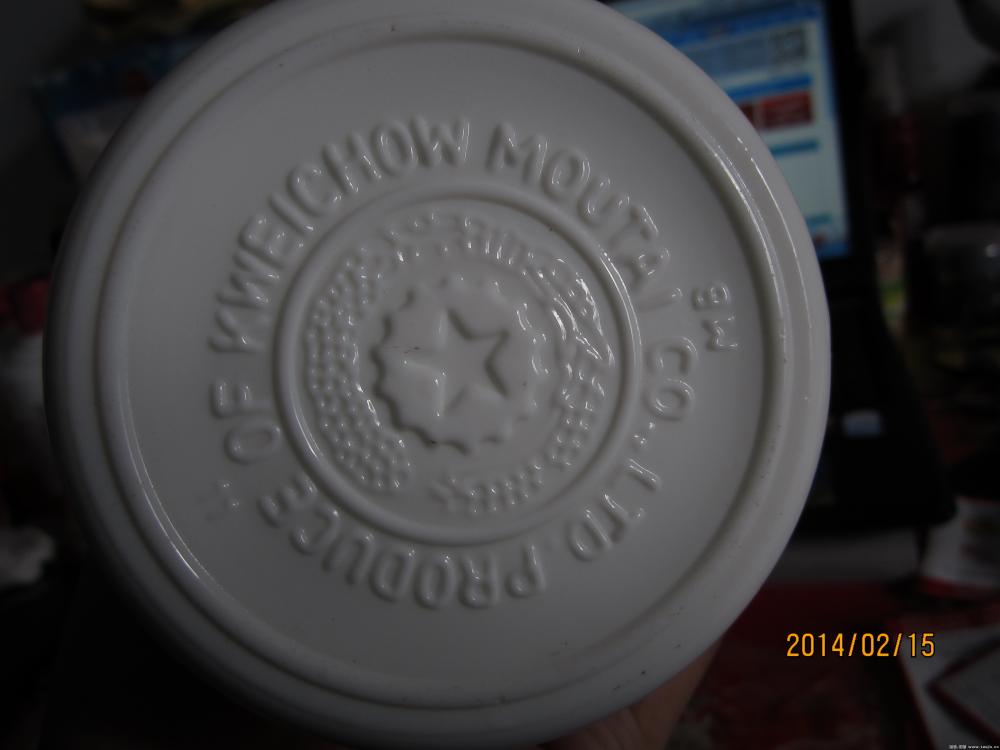 PRODUCE OF KWEICHOW MOUTAI CO.,LTD.
MB
2014/02/15